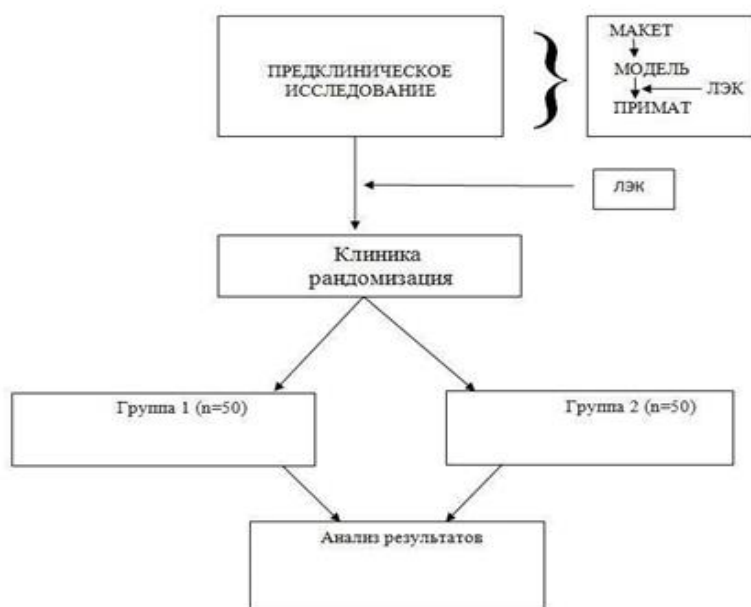 ПРЕДКЛИНИЧЕСКОЕ
ИССЛЕДОВАНИЕ
МАКЕТ
МОДЕЛЬ
ЛЭК
ПРИМАТ
ЛЭК
Клиника
рандомизация
Группа 1 (n=50)
Группа 2 (n=50)
Анализ результатов